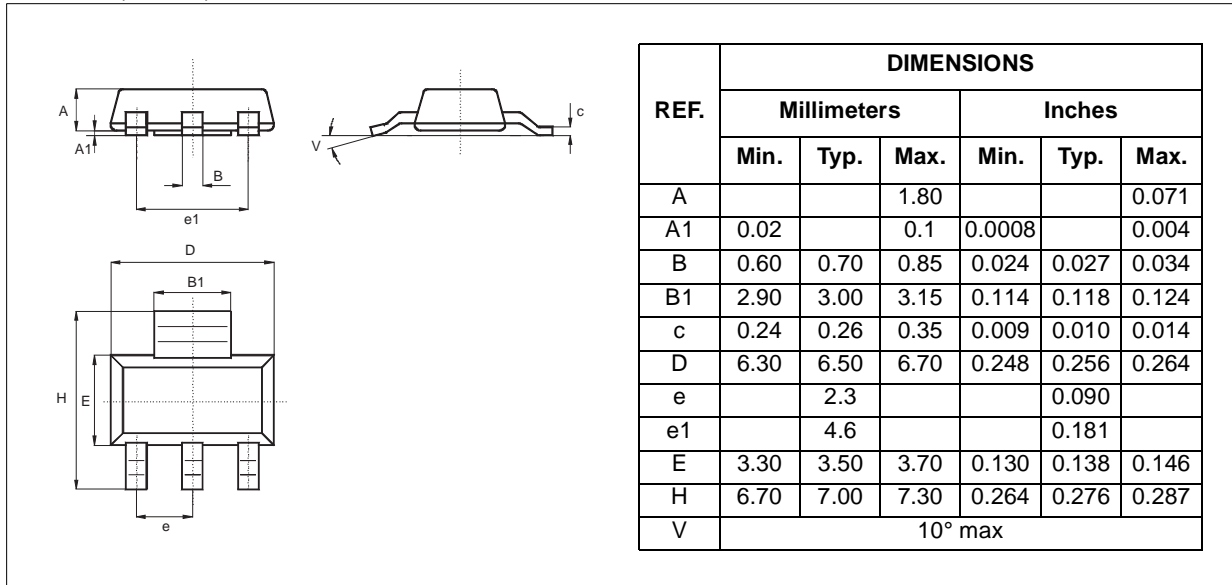 A
A1
B
e1
V
c
D
B1
H
E
e
REF.
DIMENSIONS
Millimeters Inches
Min. Typ. Max. Min. Typ. Max.
A 1.80 0.071
A1 0.02 0.1 0.0008 0.004
B 0.60 0.70 0.85 0.024 0.027 0.034
B1 2.90 3.00 3.15 0.114 0.118 0.124
c 0.24 0.26 0.35 0.009 0.010 0.014
D 6.30 6.50 6.70 0.248 0.256 0.264
e 2.3 0.090
e1 4.6 0.181
E 3.30 3.50 3.70 0.130 0.138 0.146
H 6.70 7.00 7.30 0.264 0.276 0.287
V 10° max